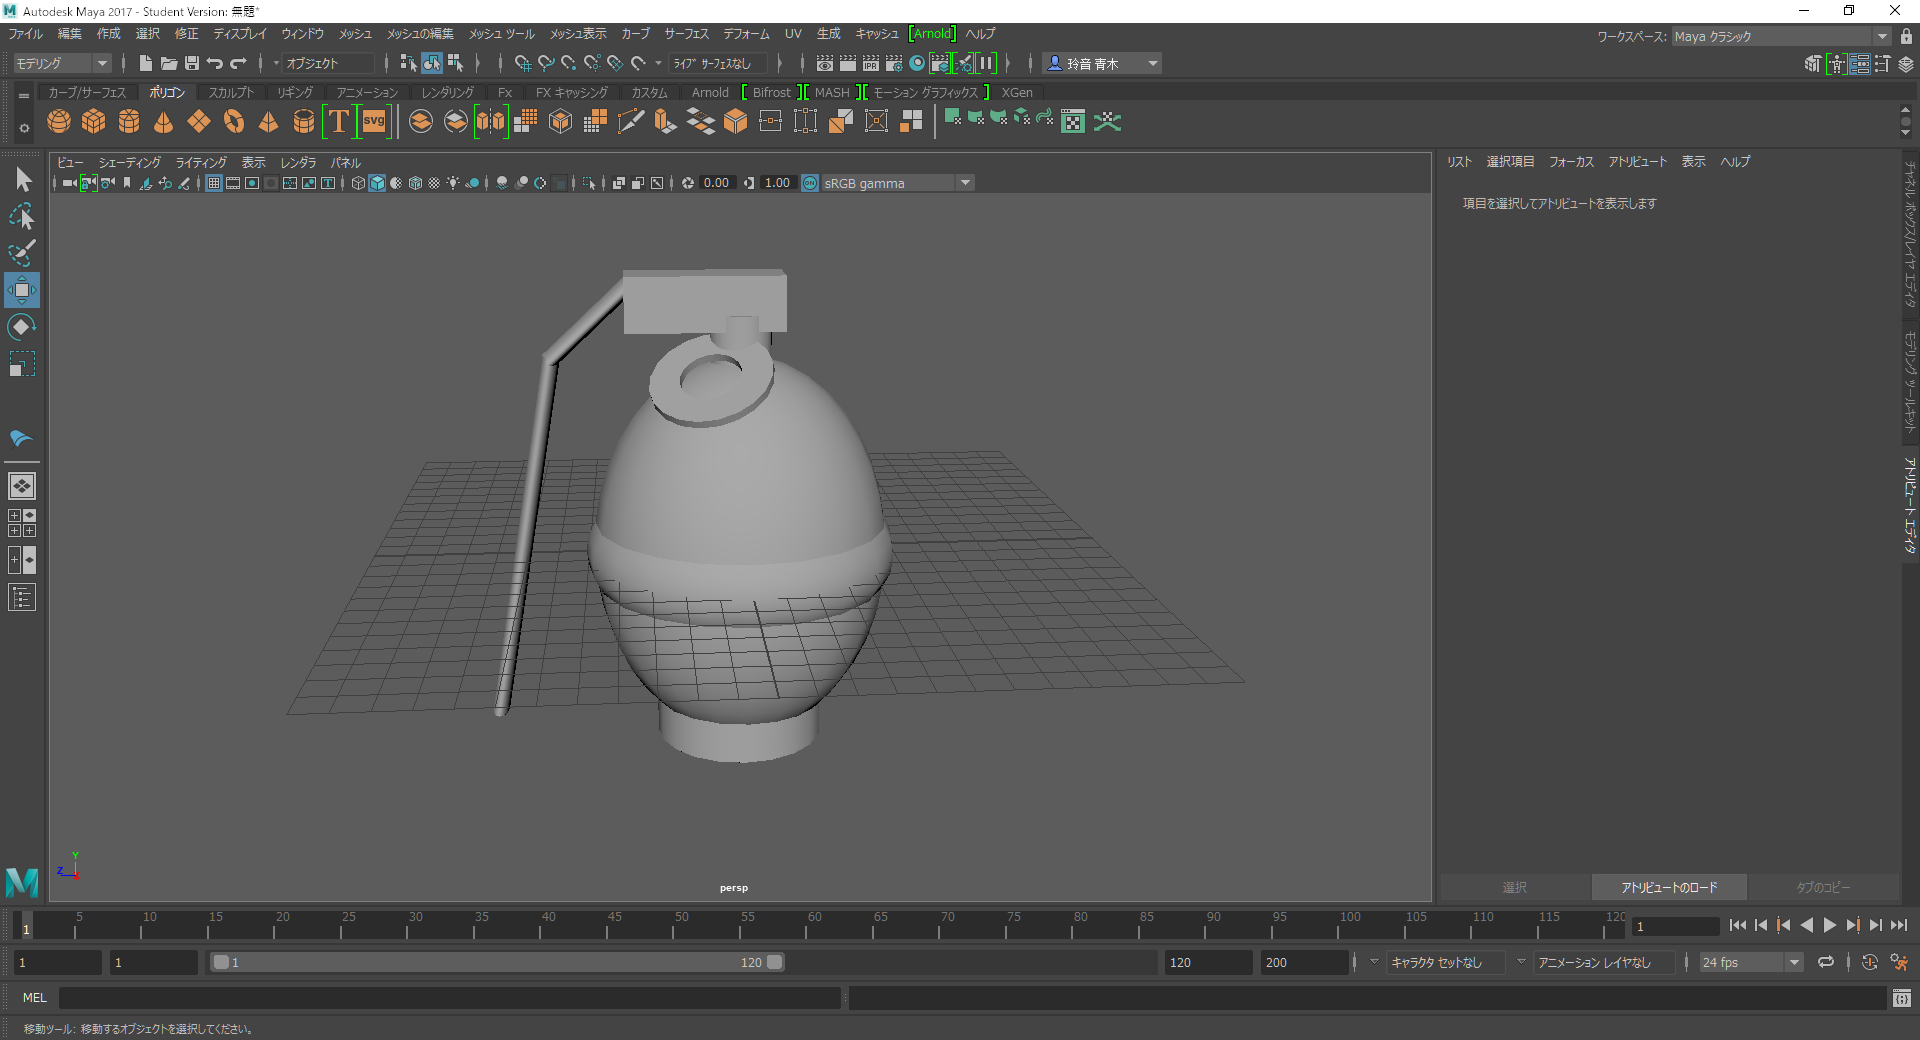 Autodesk Maya 2017 - Student Version: 無題*
ファイル 編集 作成 選択 修正 ディスプレイ ウィンドウ メッシュ メッシュの編集 メッシュ ツール メッシュ表示 カーブ サーフェス デフォーム UV 生成 キャッシュ [Arnold] ヘルプ
ワークスペース: Maya クラシック
モデリング オブジェクト ライブ サーフェスなし 玲音 青木
カーブ/サーフェス ポリゴン スカルプト リギング アニメーション レンダリング Fx FX キャッシング カスタム Arnold [ Bifrost ][ MASH ][ モーション グラフィックス ] XGen
T svg IPR
ビュー シェーディング ライティング 表示 レンダラ パネル
0.00 1.00 ON sRGB gamma
リスト 選択項目 フォーカス アトリビュート 表示 ヘルプ
項目を選択してアトリビュートを表示します
チャネル ボックス/レイヤ エディタ
モデリング ツールキット
アトリビュート エディタ
Y
Z
persp
選択 アトリビュートのロード タブのコピー
1 5 10 15 20 25 30 35 40 45 50 55 60 65 70 75 80 85 90 95 100 105 110 115 120
1
1 1 1 120 120 200 キャラクタ セットなし アニメーション レイヤなし 24 fps
MEL
移動ツール: 移動するオブジェクトを選択してください。